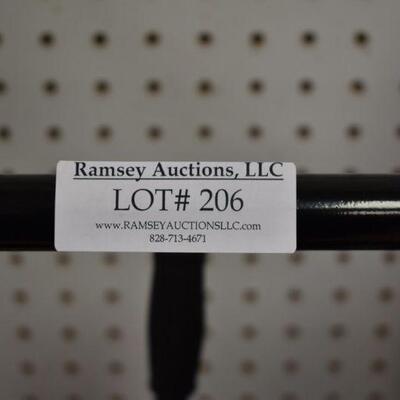 Ramsey Auctions, LLC
LOT# 206
www.RAMSEYAUCTIONSLLC.com
828-713-4671